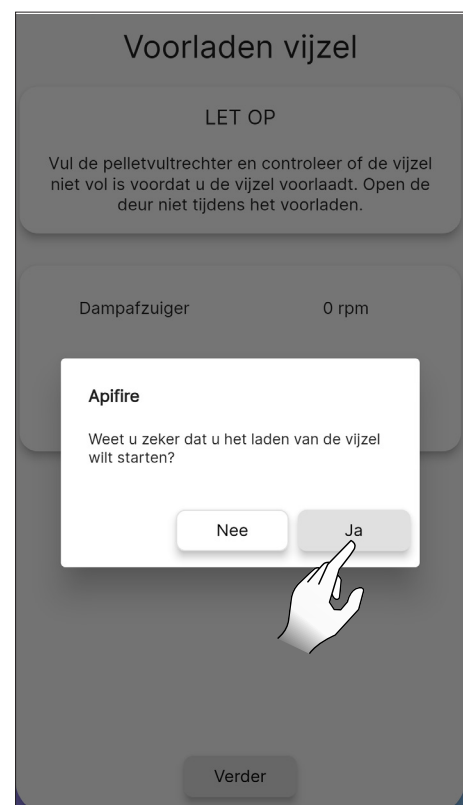 Voorladen vijzel
LET OP
Vul de pelletvultrechter en controleer of de vijzel
niet vol is voordat u de vijzel voorlaadt. Open de
deur niet tijdens het voorladen.
Dampafzuiger 0 rpm
Apifire
Weet u zeker dat u het laden van de vijzel
wilt starten?
Nee Ja
Verder